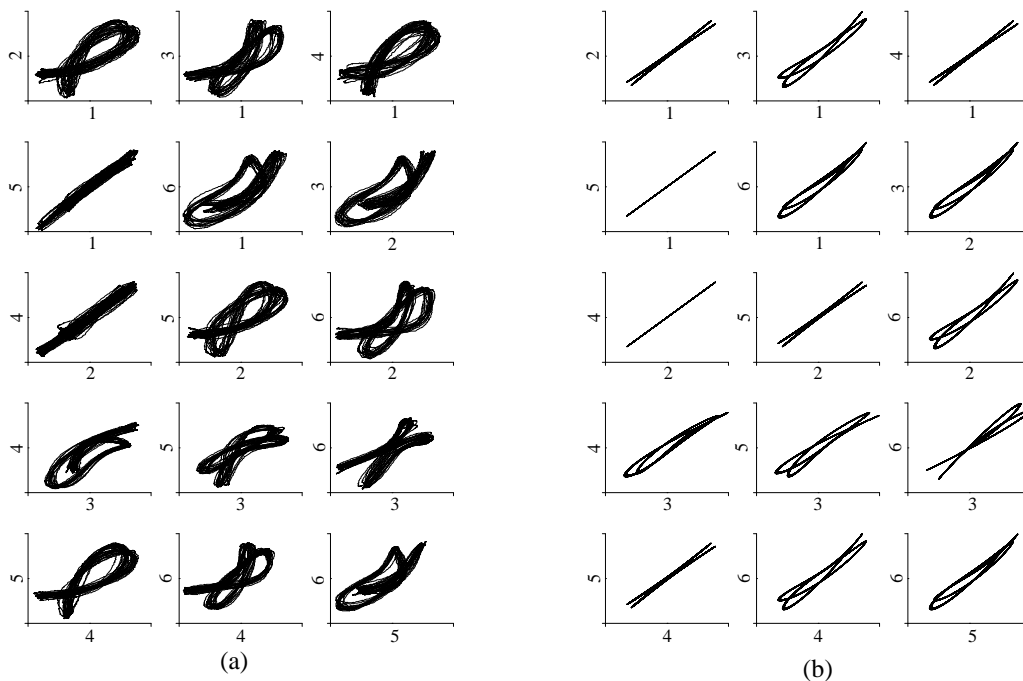 2 3 4 2 3 4
1 1 1 1 1 1
5 6 3 5 6 3
1 1 2 1 1 2
4 5 6 4 5 6
2 2 2 2 2 2
4 5 6 4 5 6
3 3 3 3 3 3
5 6 6 5 6 6
4 4 5 4 4 5
(a) (b)